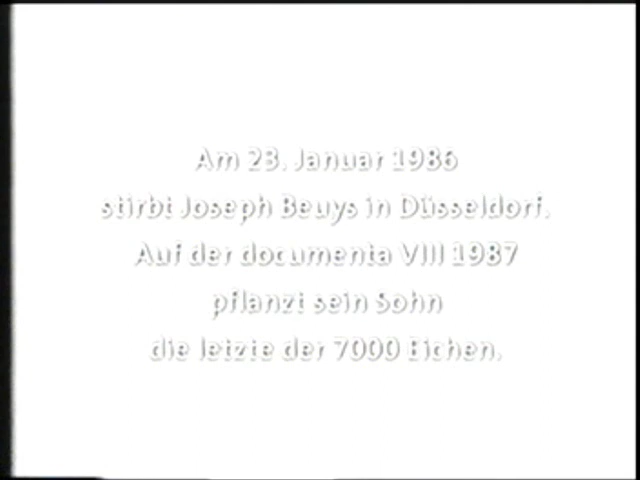 Am 23. Januar 1986
stirbt Joseph Beuys in Düsseldorf.
Auf der documenta VIII 1987
pflanzt sein Sohn
die letzte der 7000 Eichen.